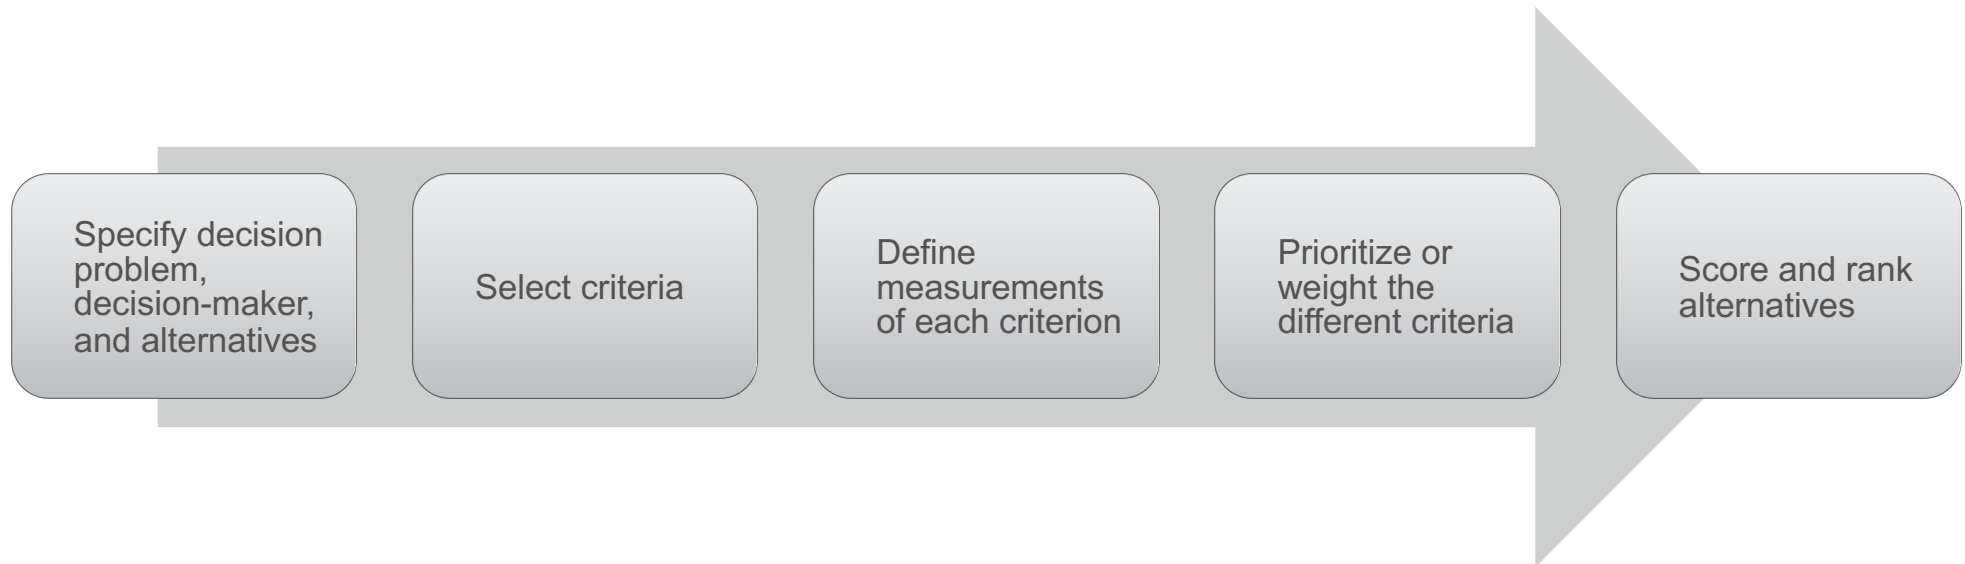 Specify decision
problem,
decision-maker,
and alternatives
Select criteria
Define
measurements
of each criterion
Prioritize or
weight the
different criteria
Score and rank
alternatives